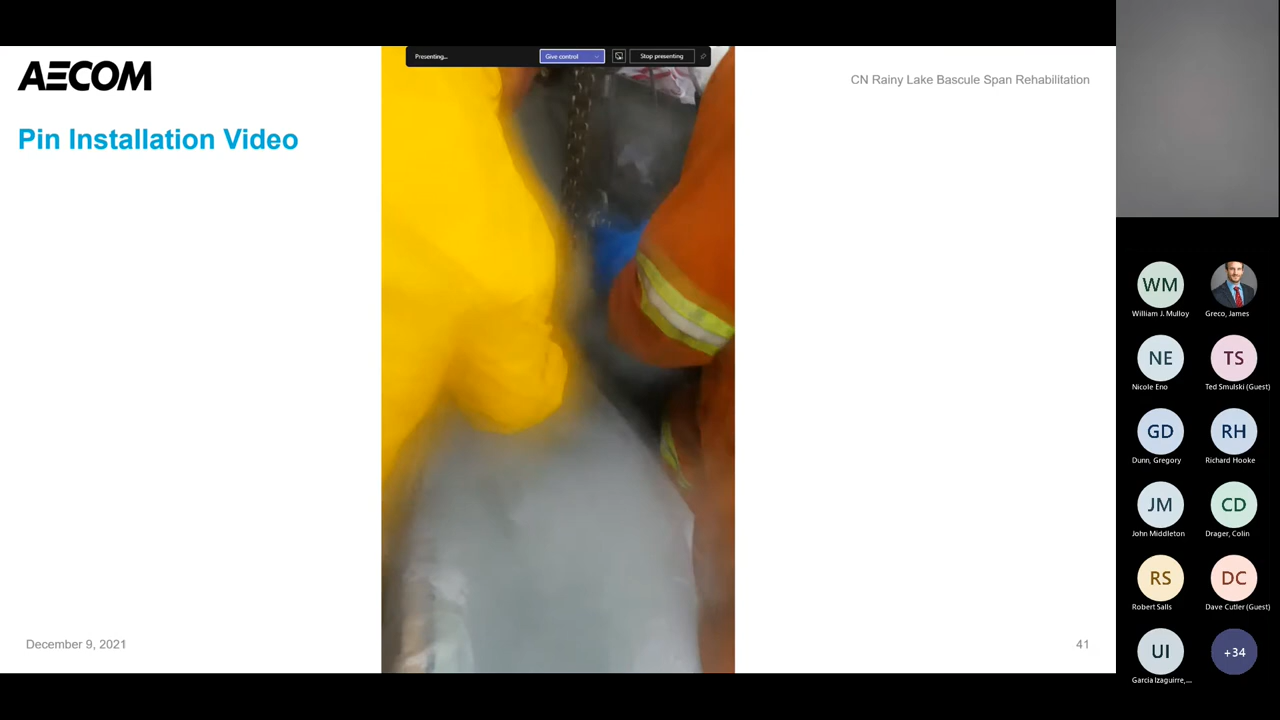 Presenting...
Give control
Stop presenting
AECOM
CN Rainy Lake Bascule Span Rehabilitation
Pin Installation Video
WM
William J. Mulloy
Greco, James
NE
TS
Nicole Eno
Ted Smulski (Guest)
GD
RH
Dunn, Gregory
Richard Hooke
JM
CD
John Middleton
Drager, Colin
RS
DC
Robert Salls
Dave Cutler (Guest)
UI
+34
Garcia Izaguirre,...
December 9, 2021
41